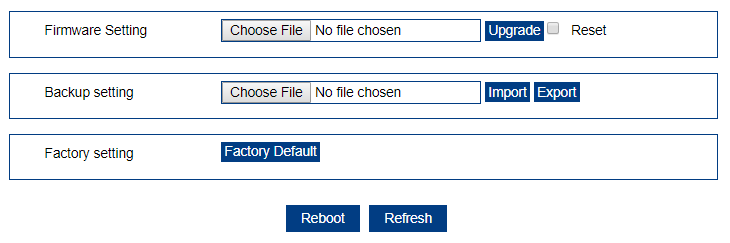 Firmware Setting Choose File No file chosen Upgrade Reset
Backup setting Choose File No file chosen Import Export
Factory setting Factory Default
Reboot Refresh